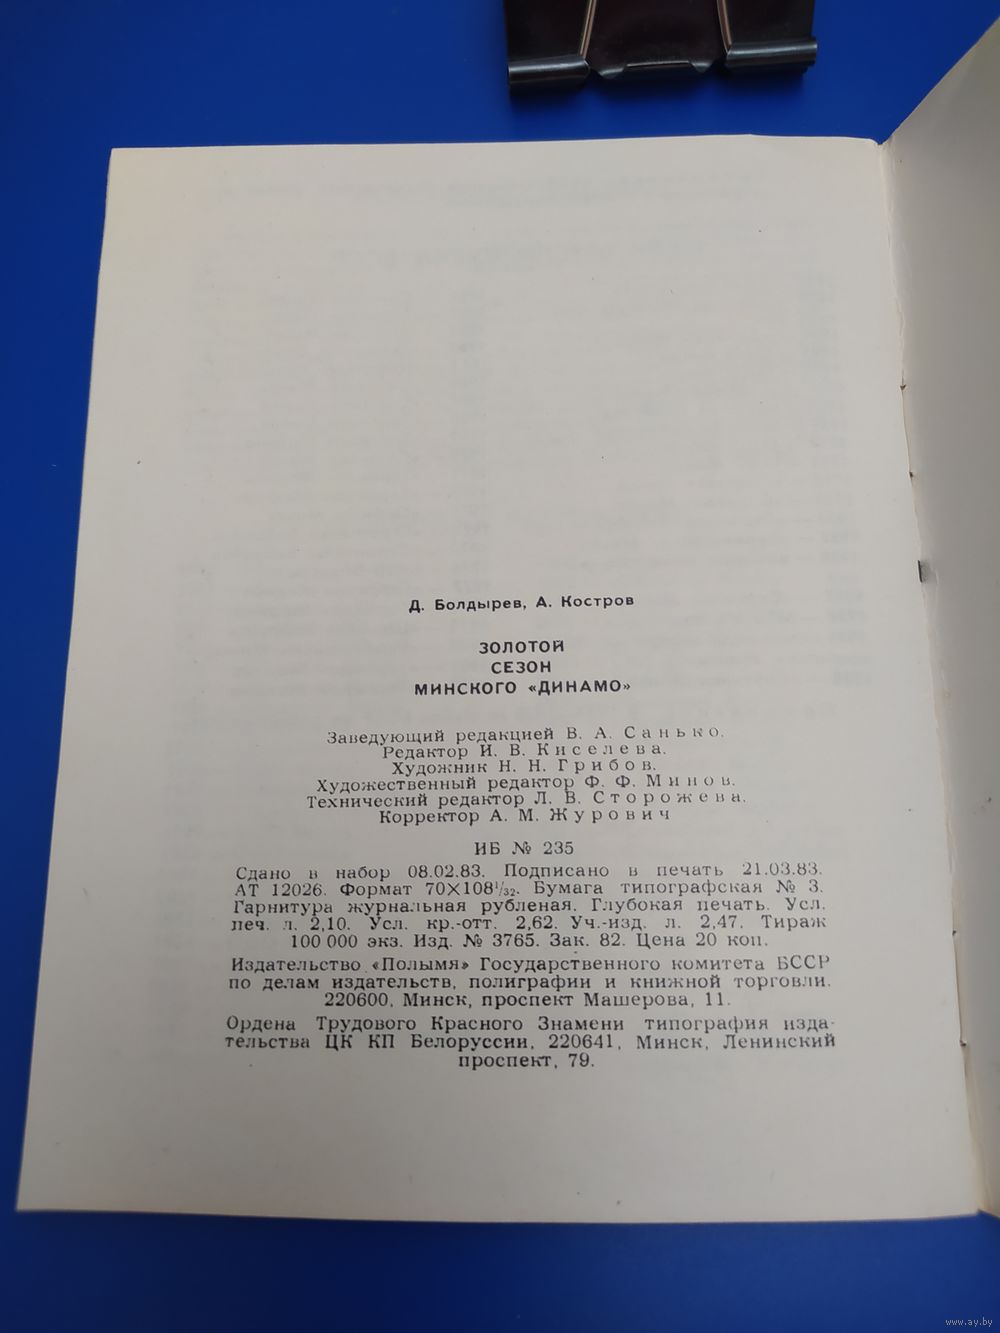 Д. Болдырев, А. Костров
ЗОЛОТОЙ
СЕЗОН
МИНСКОГО «ДИНАМО»
Заведующий редакцией В. А. Санько.
Редактор И. В. Киселева.
Художник Н. Н. Грибов.
Художественный редактор Ф. Ф. Минов.
Технический редактор Л. В. Сторожева.
Корректор А. М. Журович
ИБ № 235
Сдано в набор 08.02.83. Подписано в печать 21.03.83.
АТ 12026. Формат 70×108¹/₃₂. Бумага типографская № 3.
Гарнитура журнальная рубленая. Глубокая печать. Усл.
печ. л. 2,10. Усл. кр.-отт. 2,62. Уч.-изд. л. 2,47. Тираж
100 000 экз. Изд. № 3765. Зак. 82. Цена 20 коп.
Издательство «Полымя» Государственного комитета БССР
по делам издательств, полиграфии и книжной торговли.
220600, Минск, проспект Машерова, 11.
Ордена Трудового Красного Знамени типография изда-
тельства ЦК КП Белоруссии, 220641, Минск, Ленинский
проспект, 79.
www.ay.by